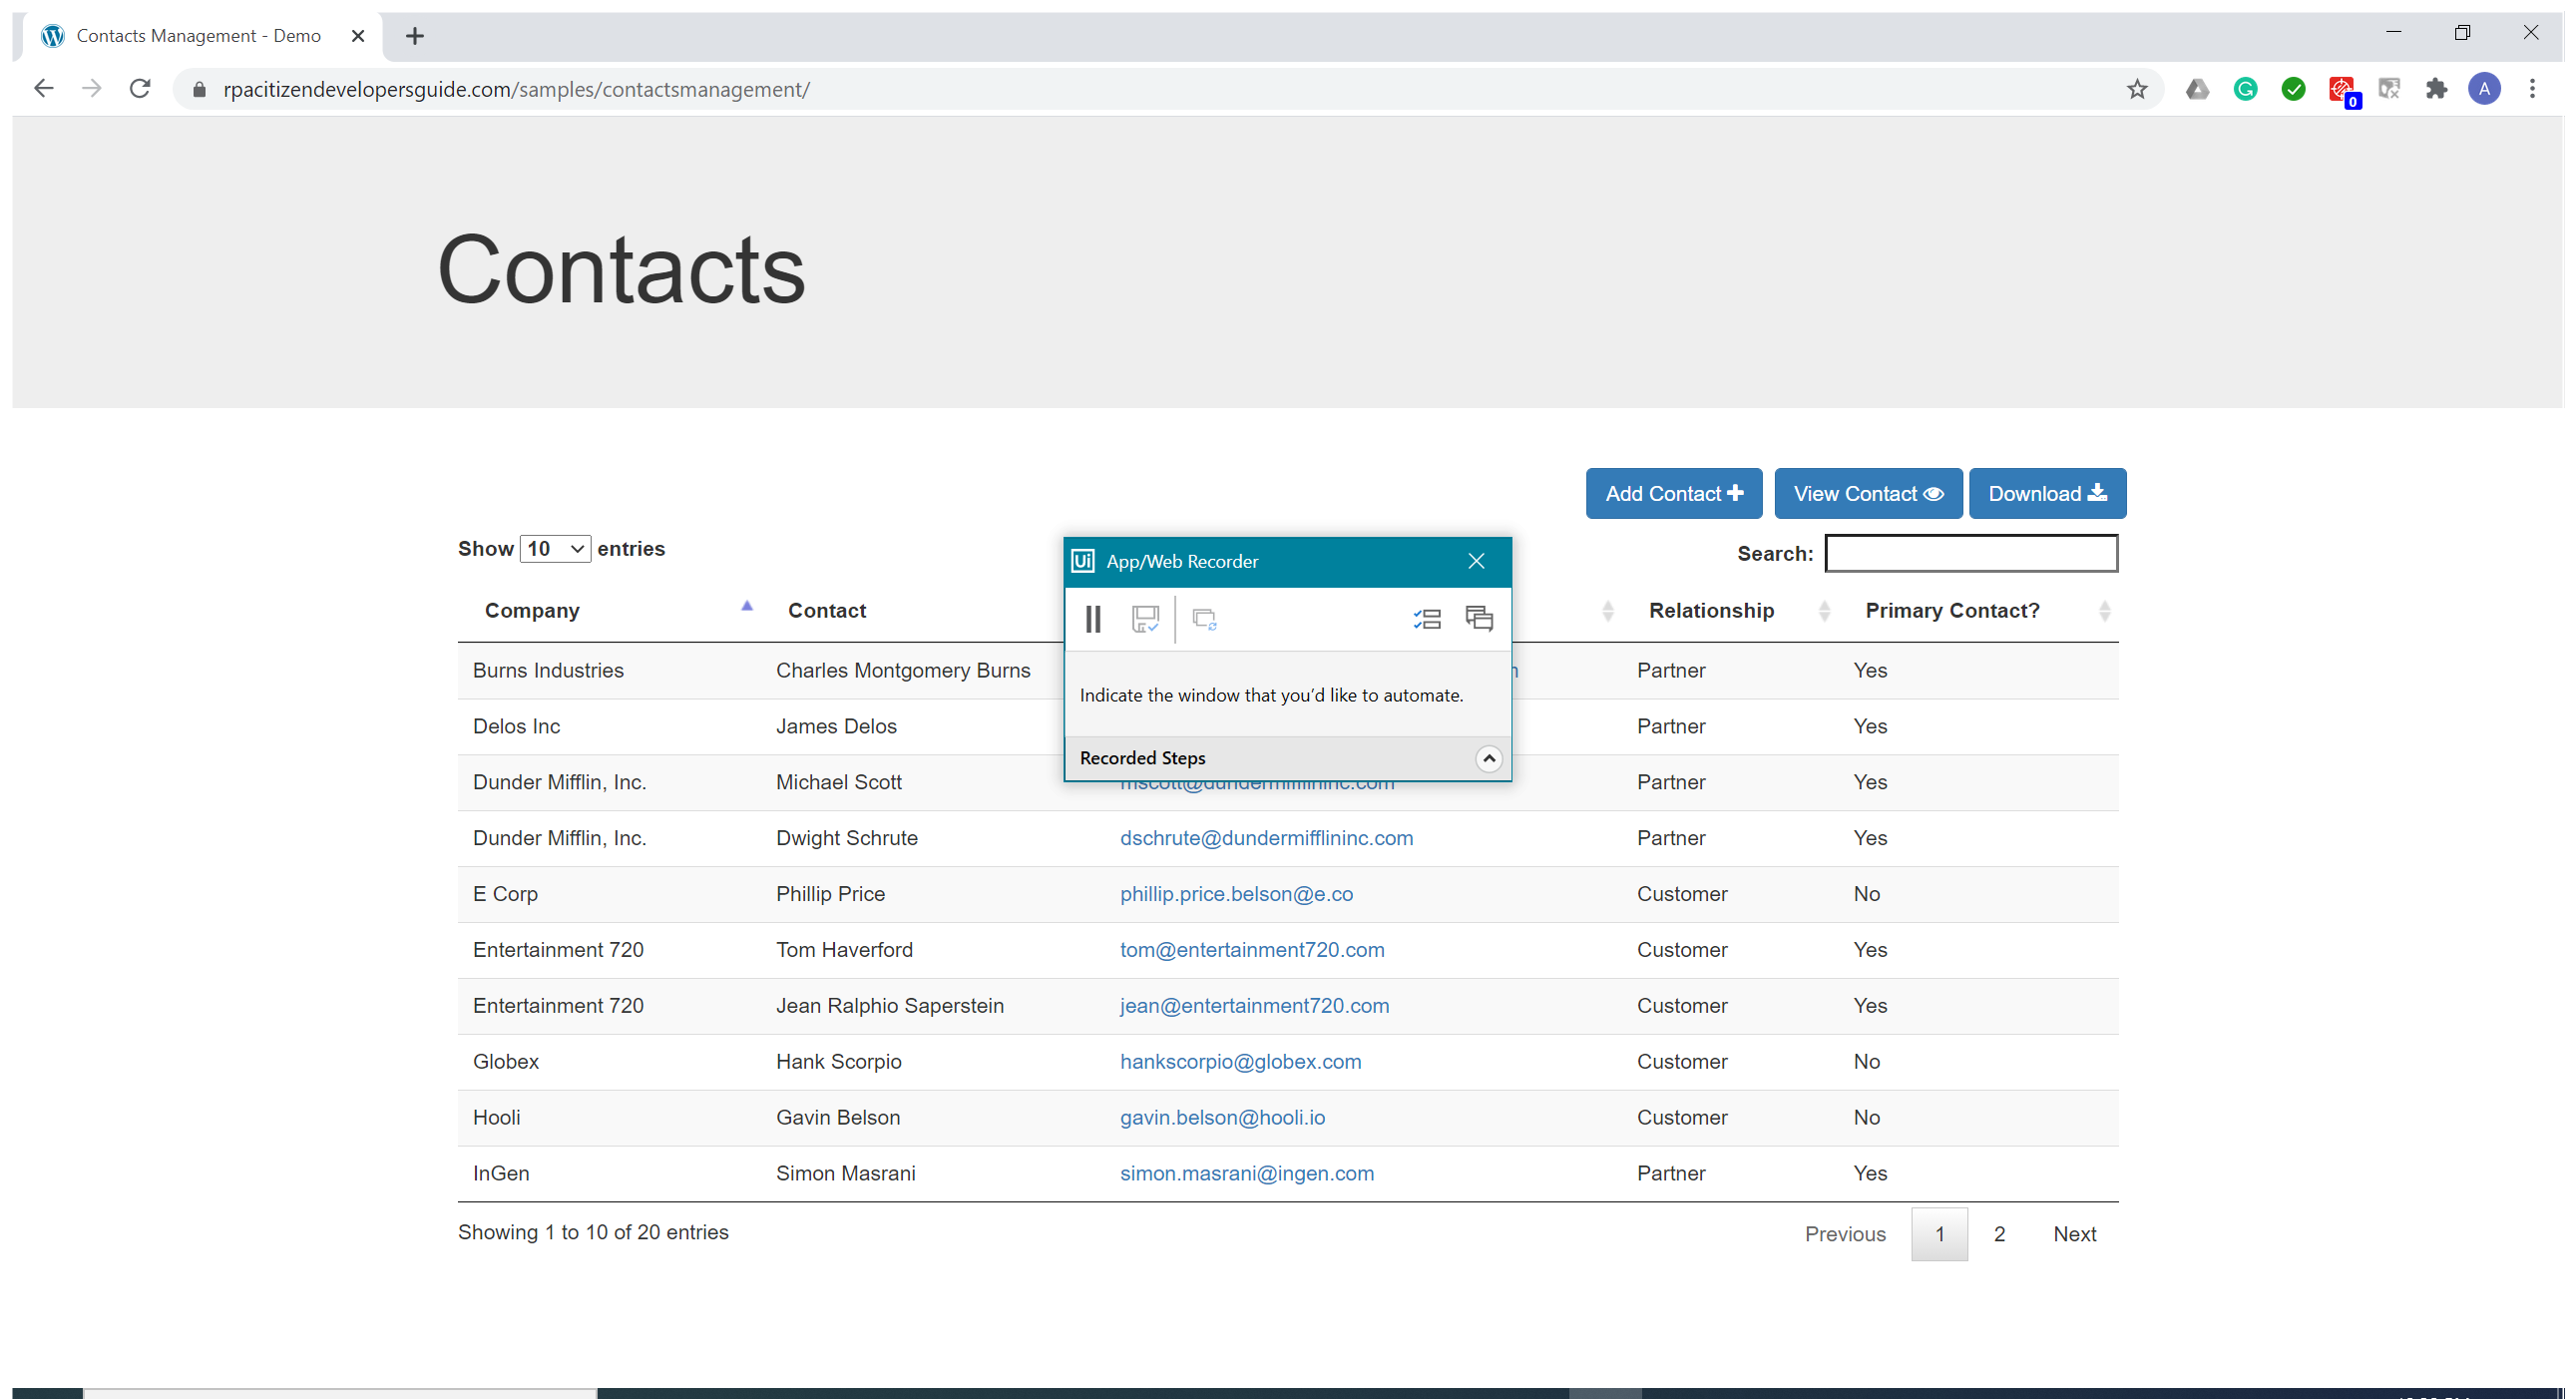 Contacts Management - Demo
rpacitizendevelopersguide.com/samples/contactsmanagement/
G
0
A
Contacts
Add Contact
View Contact
Download
Show 10 entries
Search:
Company Contact Relationship Primary Contact?
Ui App/Web Recorder
Indicate the window that you'd like to automate.
Recorded Steps
Burns Industries Charles Montgomery Burns Partner Yes
Delos Inc James Delos Partner Yes
Dunder Mifflin, Inc. Michael Scott mscott@dundermifflininc.com Partner Yes
Dunder Mifflin, Inc. Dwight Schrute dschrute@dundermifflininc.com Partner Yes
E Corp Phillip Price phillip.price.belson@e.co Customer No
Entertainment 720 Tom Haverford tom@entertainment720.com Customer Yes
Entertainment 720 Jean Ralphio Saperstein jean@entertainment720.com Customer Yes
Globex Hank Scorpio hankscorpio@globex.com Customer No
Hooli Gavin Belson gavin.belson@hooli.io Customer No
InGen Simon Masrani simon.masrani@ingen.com Partner Yes
Showing 1 to 10 of 20 entries
Previous 1 2 Next